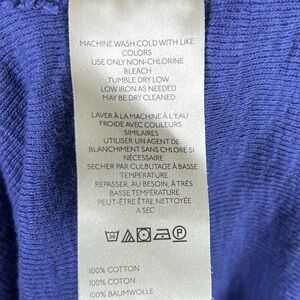 MACHINE WASH COLD WITH LIKE
COLORS
USE ONLY NON-CHLORINE
BLEACH
TUMBLE DRY LOW
LOW IRON AS NEEDED
MAY BE DRY CLEANED
LAVER À LA MACHINE À L'EAU
FROIDE AVEC COULEURS
SIMILAIRES
UTILISER UN AGENT DE
BLANCHIMENT SANS CHLORE SI
NÉCESSAIRE
SECHER PAR CULBUTAGE À BASSE
TEMPERATURE.
REPASSER, AU BESOIN, À TRÈS
BASSE TEMPÉRATURE
PEUT-ÊTRE ÊTRE NETTOYÉE
A SEC
P
100% COTTON
100% COTON
100% BAUMWOLLE